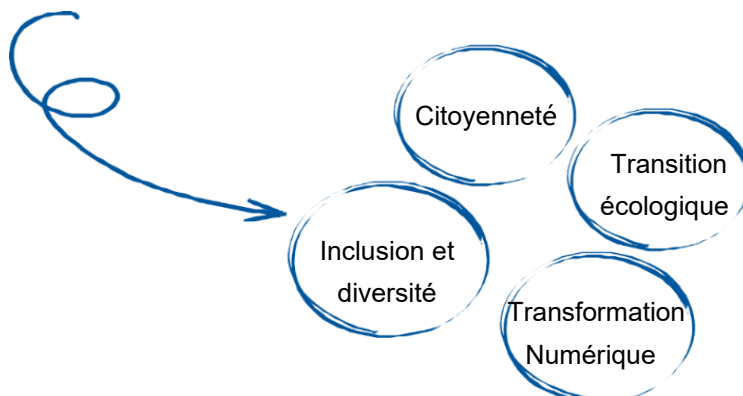 Citoyenneté
Transition
écologique
Inclusion et
diversité
Transformation
Numérique